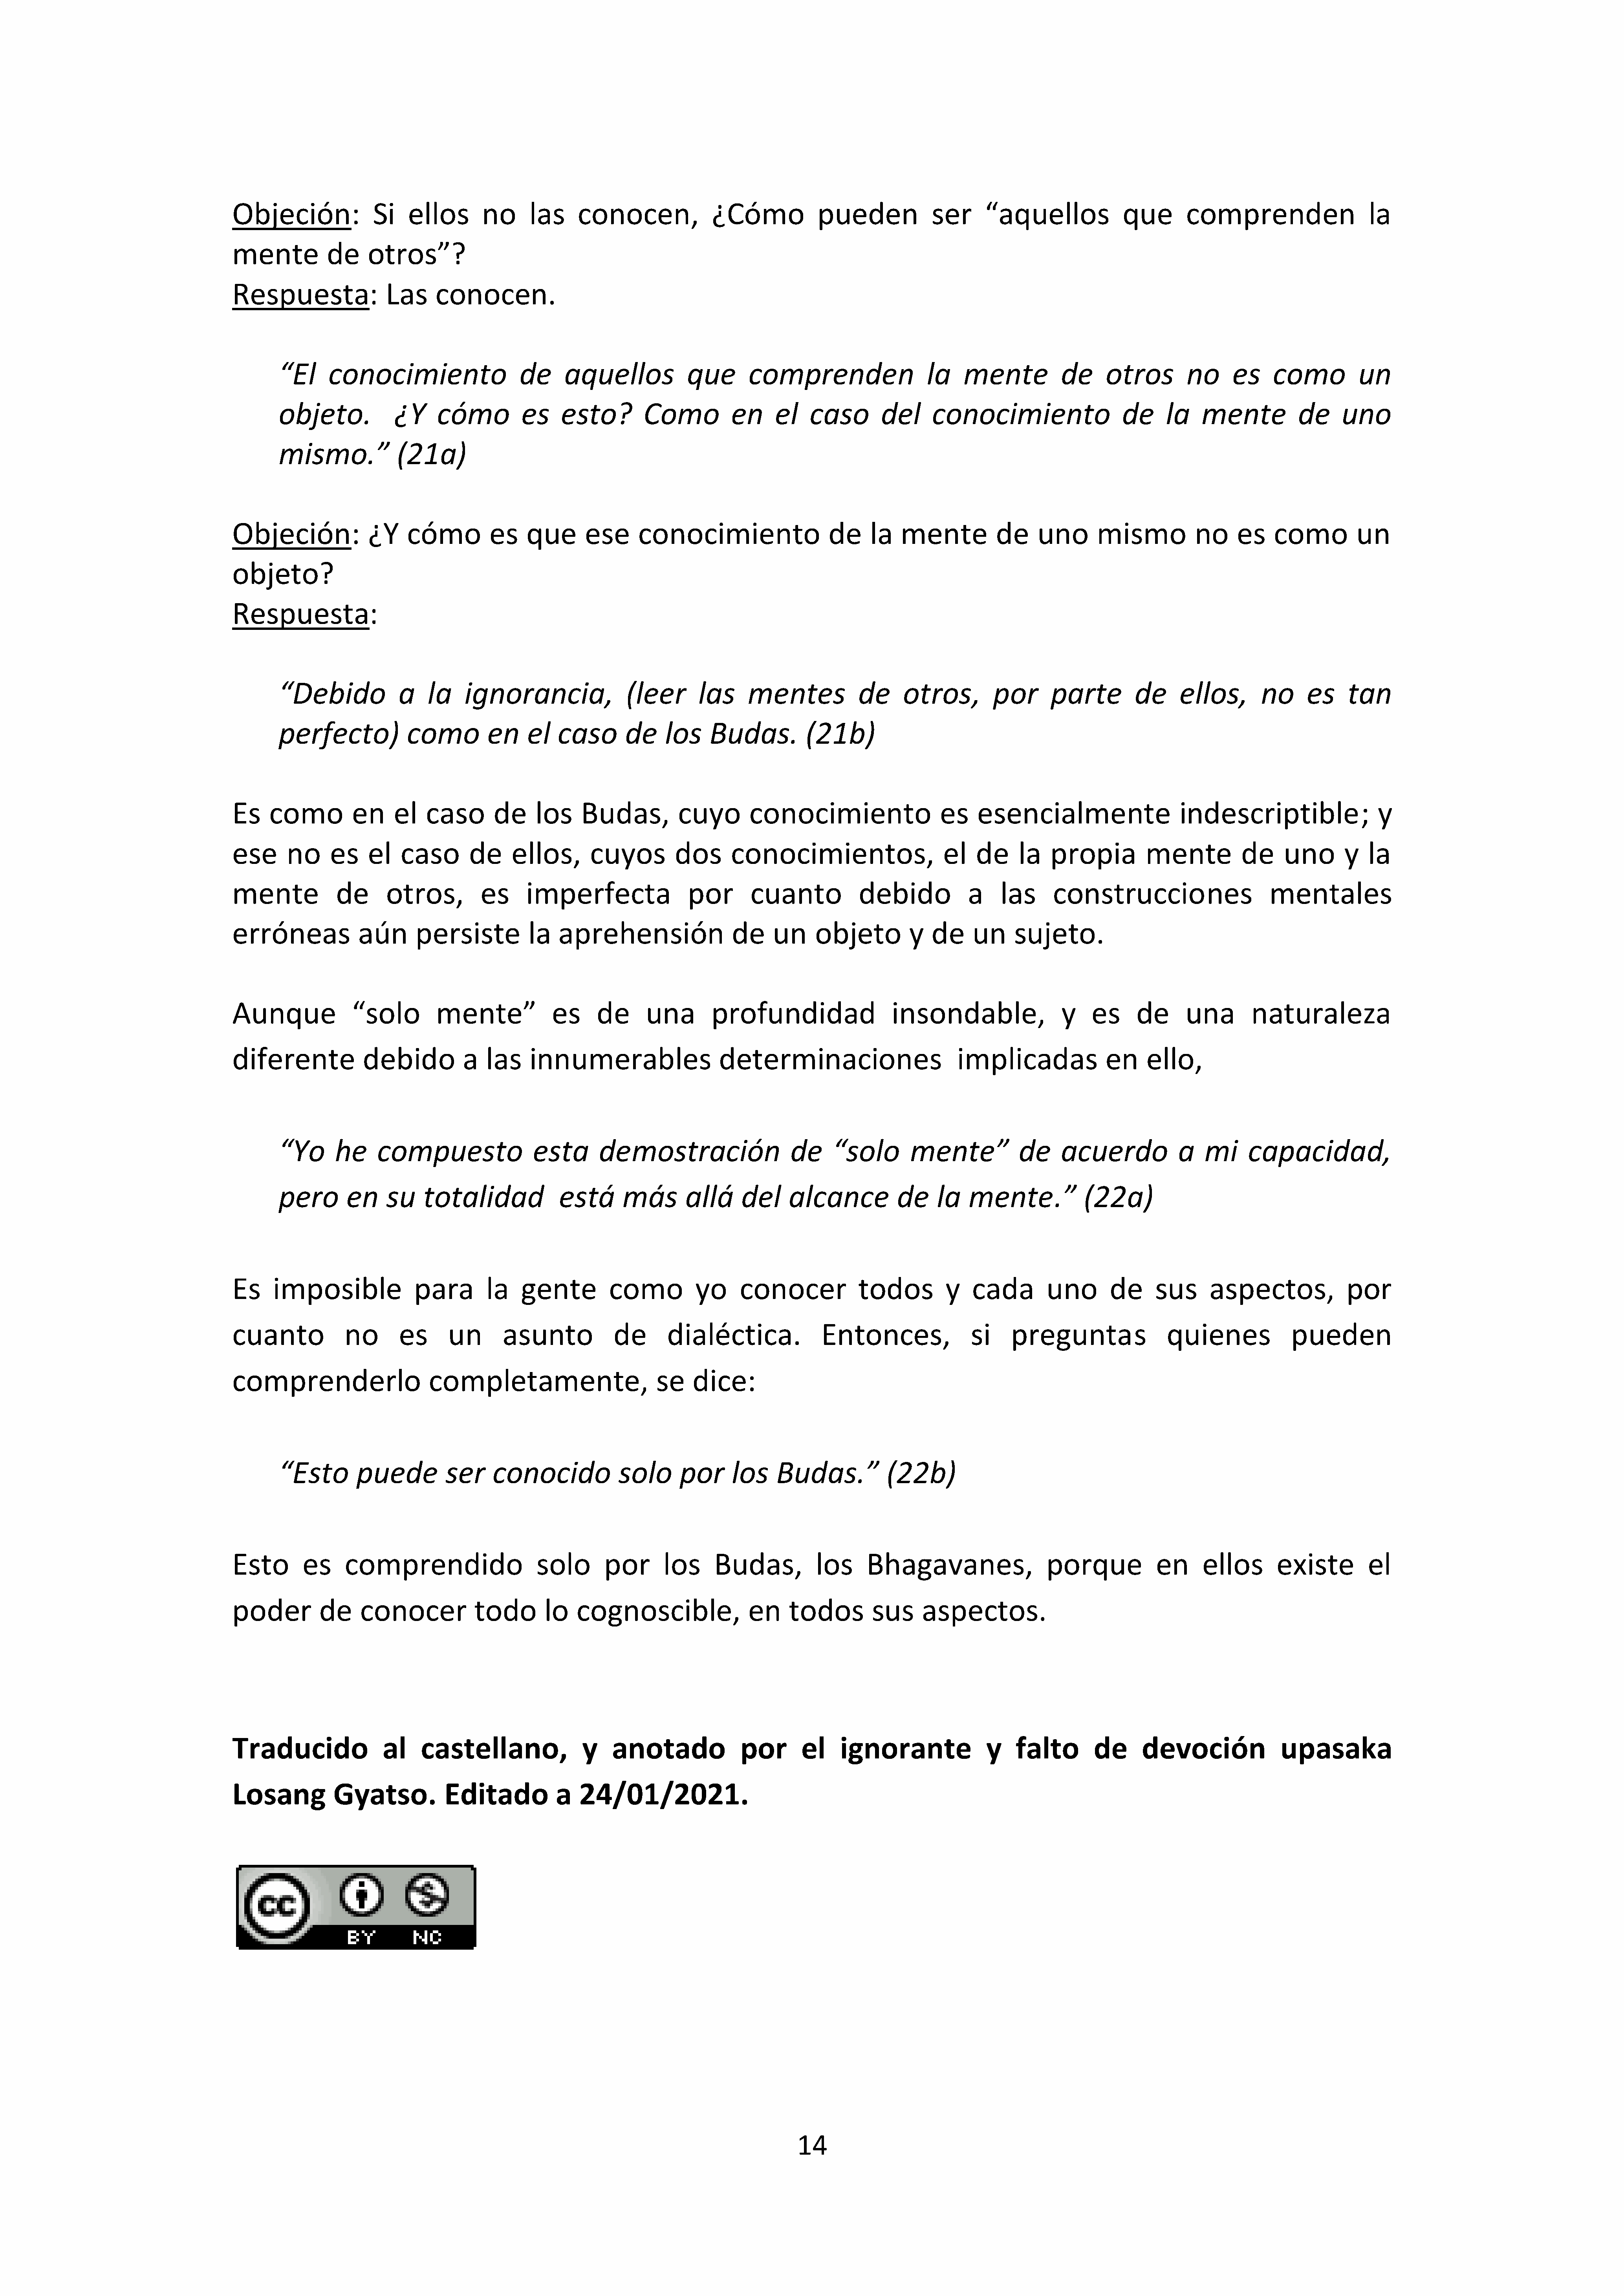 Objeción: Si ellos no las conocen, ¿Cómo pueden ser “aquellos que comprenden la
mente de otros”?
Respuesta: Las conocen.
“El conocimiento de aquellos que comprenden la mente de otros no es como un
objeto.  ¿Y cómo es esto? Como en el caso del conocimiento de la mente de uno
mismo.” (21a)
Objeción: ¿Y cómo es que ese conocimiento de la mente de uno mismo no es como un
objeto?
Respuesta:
“Debido a la ignorancia, (leer las mentes de otros, por parte de ellos, no es tan
perfecto) como en el caso de los Budas. (21b)
Es como en el caso de los Budas, cuyo conocimiento es esencialmente indescriptible; y
ese no es el caso de ellos, cuyos dos conocimientos, el de la propia mente de uno y la
mente de otros, es imperfecta por cuanto debido a las construcciones mentales
erróneas aún persiste la aprehensión de un objeto y de un sujeto.
Aunque “solo mente” es de una profundidad insondable, y es de una naturaleza
diferente debido a las innumerables determinaciones  implicadas en ello,
“Yo he compuesto esta demostración de “solo mente” de acuerdo a mi capacidad,
pero en su totalidad  está más allá del alcance de la mente.” (22a)
Es imposible para la gente como yo conocer todos y cada uno de sus aspectos, por
cuanto no es un asunto de dialéctica. Entonces, si preguntas quienes pueden
comprenderlo completamente, se dice:
“Esto puede ser conocido solo por los Budas.” (22b)
Esto es comprendido solo por los Budas, los Bhagavanes, porque en ellos existe el
poder de conocer todo lo cognoscible, en todos sus aspectos.
Traducido al castellano, y anotado por el ignorante y falto de devoción upasaka
Losang Gyatso. Editado a 24/01/2021.
CC
BY NC
14